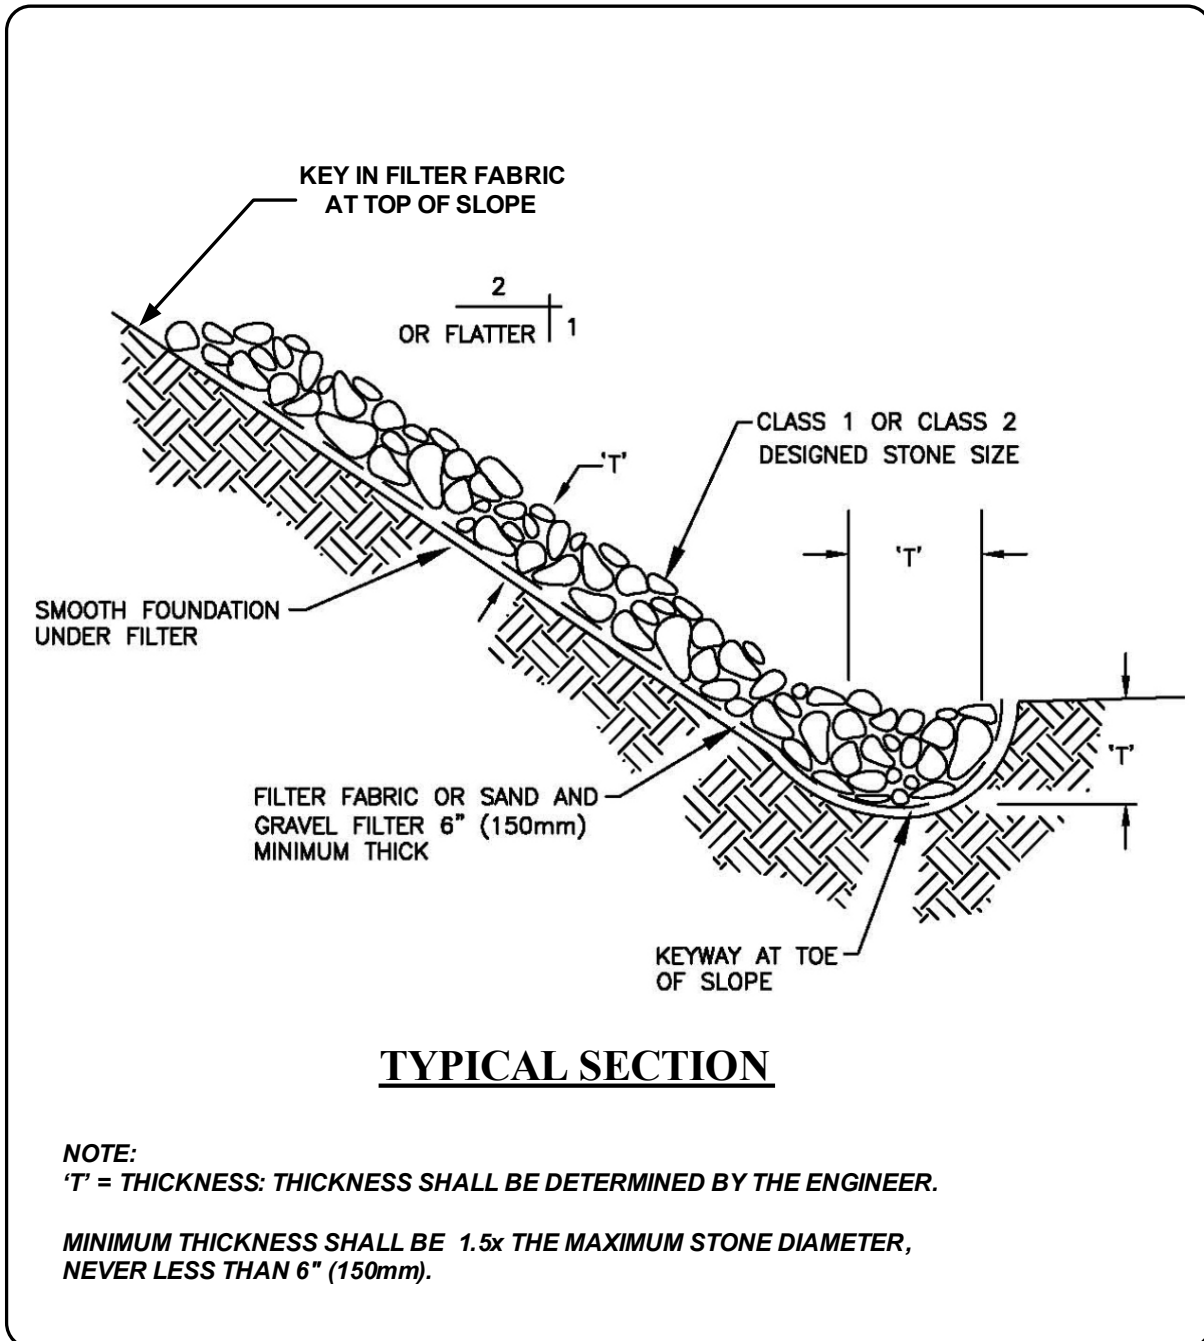 KEY IN FILTER FABRIC
AT TOP OF SLOPE
2
OR FLATTER
1
'T'
CLASS 1 OR CLASS 2
DESIGNED STONE SIZE
'T'
SMOOTH FOUNDATION
UNDER FILTER
'T'
FILTER FABRIC OR SAND AND
GRAVEL FILTER 6" (150mm)
MINIMUM THICK
KEYWAY AT TOE
OF SLOPE
TYPICAL SECTION
NOTE:
'T' = THICKNESS: THICKNESS SHALL BE DETERMINED BY THE ENGINEER.
MINIMUM THICKNESS SHALL BE 1.5x THE MAXIMUM STONE DIAMETER,
NEVER LESS THAN 6" (150mm).